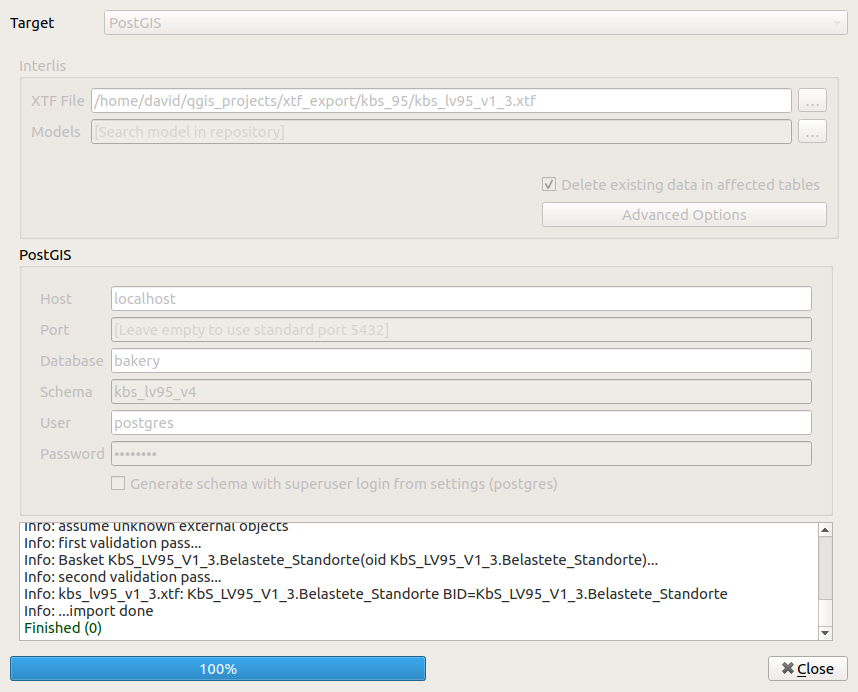 Target PostGIS
Interlis
XTF File /home/david/qgis_projects/xtf_export/kbs_95/kbs_lv95_v1_3.xtf ...
Models [Search model in repository] ...
Delete existing data in affected tables
Advanced Options
PostGIS
Host localhost
Port [Leave empty to use standard port 5432]
Database bakery
Schema kbs_lv95_v4
User postgres
Password ••••••••
Generate schema with superuser login from settings (postgres)
Info: assume unknown external objects
Info: first validation pass...
Info: Basket KbS_LV95_V1_3.Belastete_Standorte(oid KbS_LV95_V1_3.Belastete_Standorte)...
Info: second validation pass...
Info: kbs_lv95_v1_3.xtf: KbS_LV95_V1_3.Belastete_Standorte BID=KbS_LV95_V1_3.Belastete_Standorte
Info: ...import done
Finished (0)
100%
Close